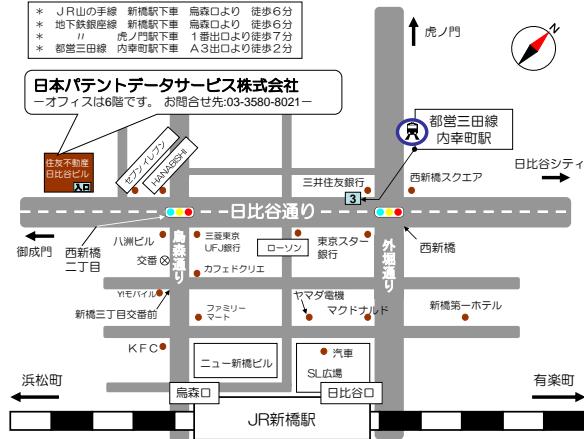 * JR山の手線 新橋駅下車 烏森口より 徒歩6分
* 地下鉄銀座線 新橋駅下車 烏森口より 徒歩6分
* 〃 虎ノ門駅下車 1番出口より徒歩7分
* 都営三田線 内幸町駅下車 A3出口より徒歩2分
虎ノ門
N
日本パテントデータサービス株式会社
−オフィスは6階です。 お問合せ先:03-3580-8021−
都営三田線
内幸町駅
住友不動産
日比谷ビル
入口
セブンイレブン
HANABISHI
三井住友銀行
西新橋スクエア
日比谷シティ
3
日比谷通り
御成門
西新橋
二丁目
八洲ビル
交番
烏森通り
三菱東京
UFJ銀行
カフェドクリエ
ローソン
東京スター
銀行
外堀通り
西新橋
Y!モバイル
新橋三丁目交番前
ファミリー
マート
ヤマダ電機
マクドナルド
新橋第一ホテル
KFC
ニュー新橋ビル
汽車
SL広場
浜松町
烏森口
日比谷口
有楽町
JR新橋駅